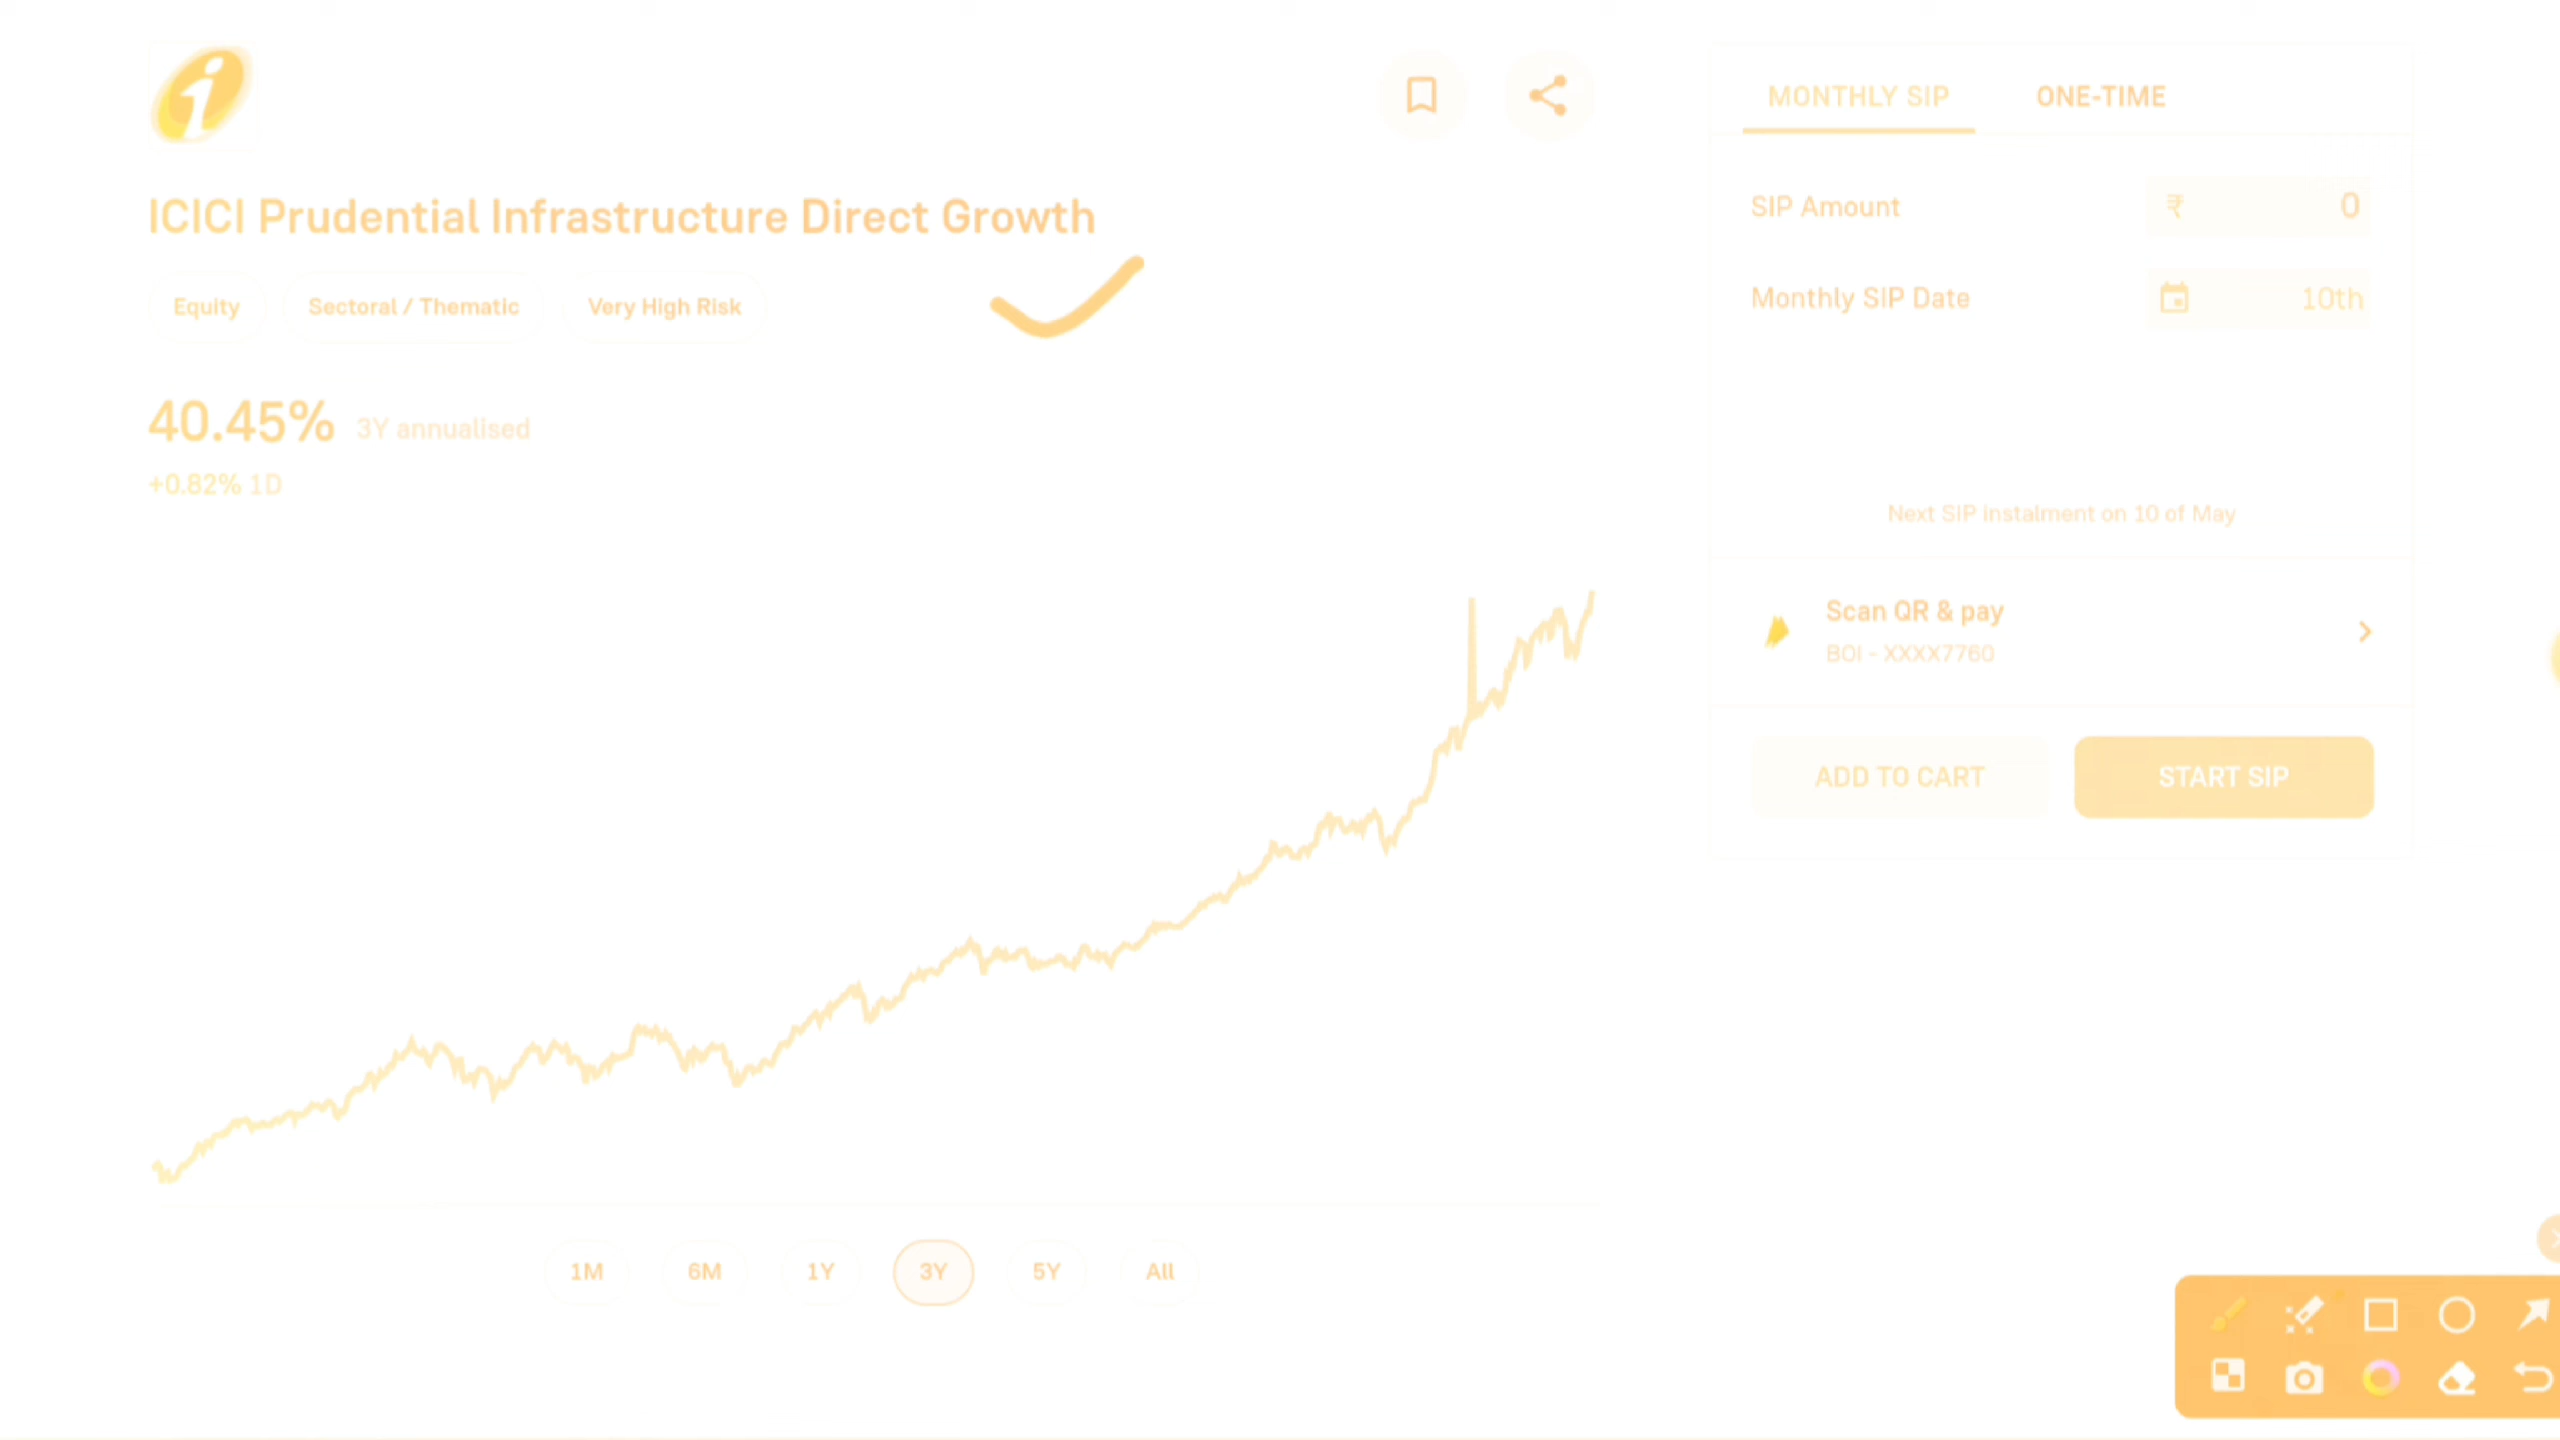 i
ICICI Prudential Infrastructure Direct Growth
Equity
Sectoral / Thematic
Very High Risk
40.45% 3Y annualised
+0.82% 1D
1M 6M 1Y 3Y 5Y All
MONTHLY SIP ONE-TIME
SIP Amount ₹ 0
Monthly SIP Date 10th
Next SIP instalment on 10 of May
Scan QR & pay
BOI - XXXX7760
ADD TO CART START SIP